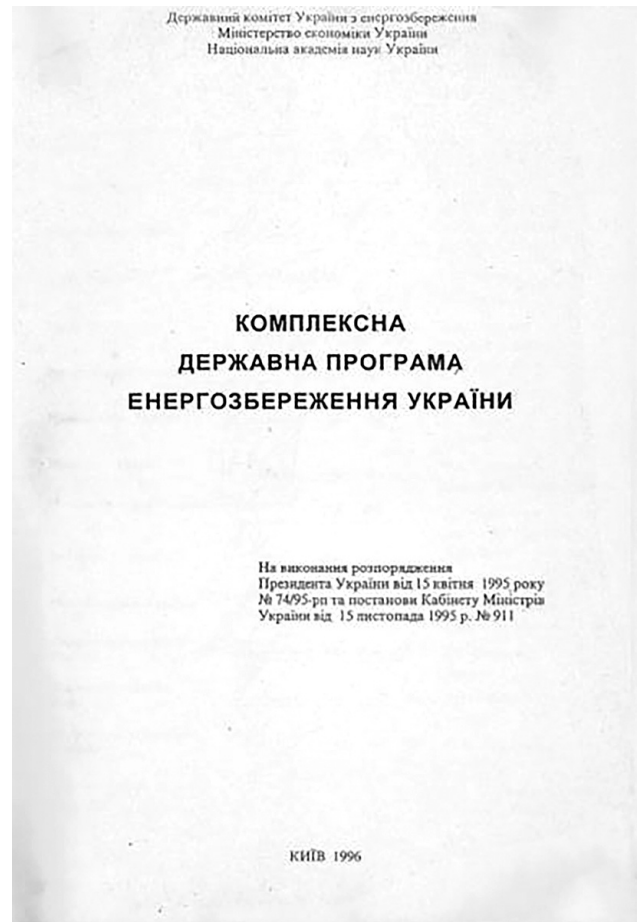 Державний комітет України з енергозбереження
Міністерство економіки України
Національна академія наук України
КОМПЛЕКСНА
ДЕРЖАВНА ПРОГРАМА
ЕНЕРГОЗБЕРЕЖЕННЯ УКРАЇНИ
На виконання розпорядження
Президента України від 15 квітня 1995 року
№ 74/95-рп та постанови Кабінету Міністрів
України від 15 листопада 1995 р. № 911
КИЇВ 1996